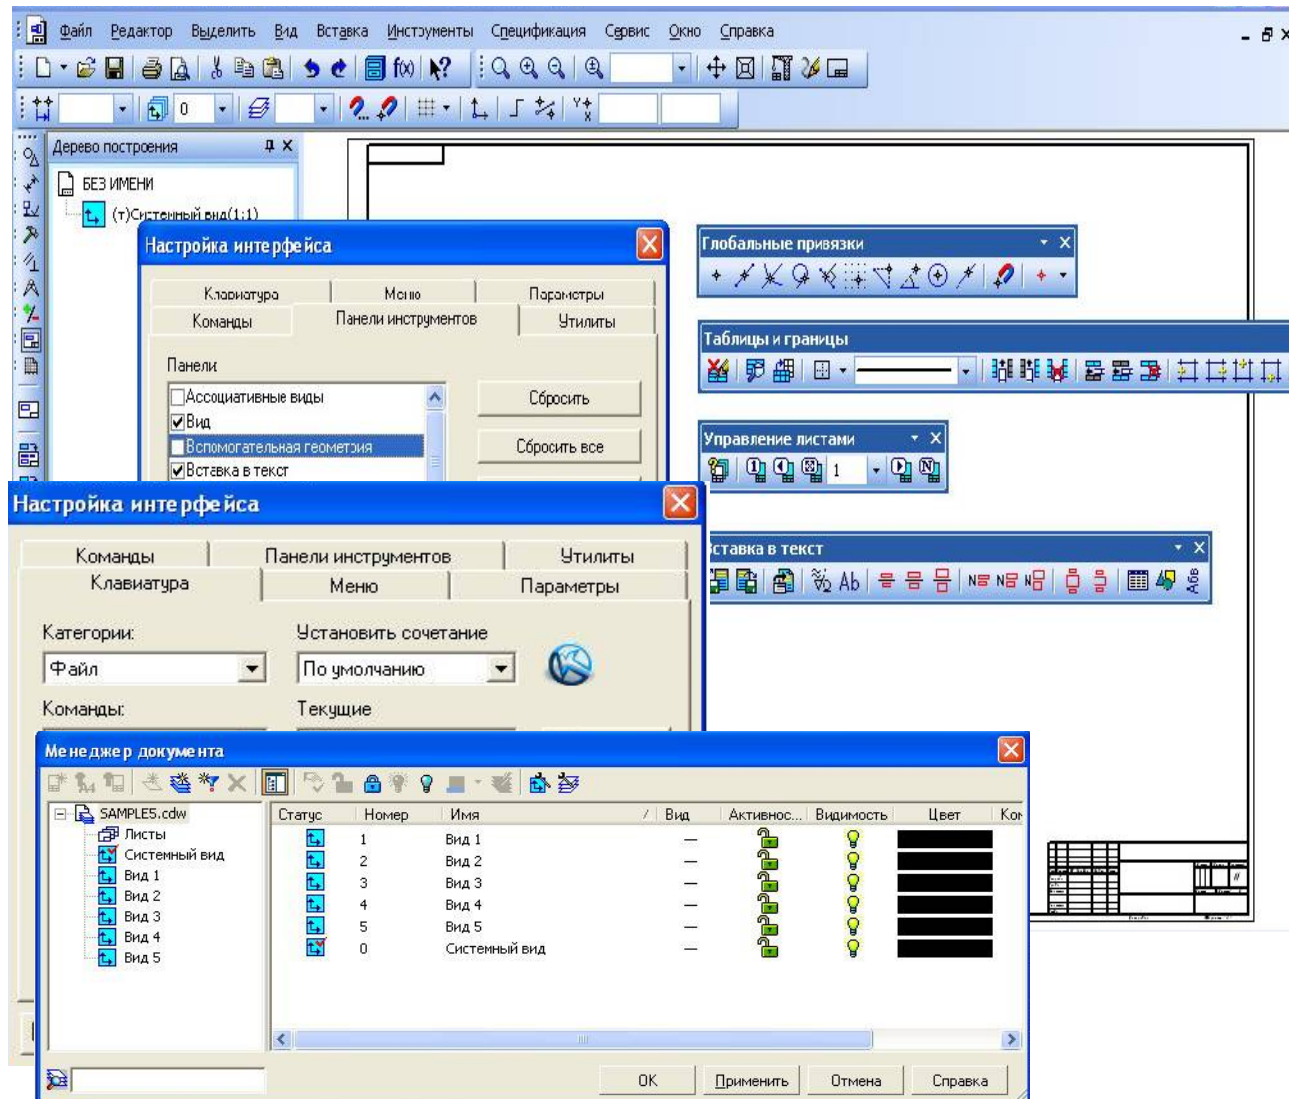 Файл Редактор Выделить Вид Вставка Инструменты Спецификация Сервис Окно Справка
f(x)
0
Дерево построения
БЕЗ ИМЕНИ
(т)Системный вид(1:1)
Настройка интерфейса
Клавиатура Меню Параметры
Команды Панели инструментов Утилиты
Панели
Ассоциативные виды
Вид
Вспомогательная геометрия
Вставка в текст
Сбросить
Сбросить все
Глобальные привязки
Таблицы и границы
Управление листами
1
Вставка в текст
Настройка интерфейса
Команды Панели инструментов Утилиты
Клавиатура Меню Параметры
Категории: Установить сочетание
Файл По умолчанию
Команды: Текущие
Менеджер документа
SAMPLE5.cdw
Листы
Системный вид
Вид 1
Вид 2
Вид 3
Вид 4
Вид 5
Статус Номер Имя Вид Активнос... Видимость Цвет
1 Вид 1 —
2 Вид 2 —
3 Вид 3 —
4 Вид 4 —
5 Вид 5 —
0 Системный вид —
OK Применить Отмена Справка